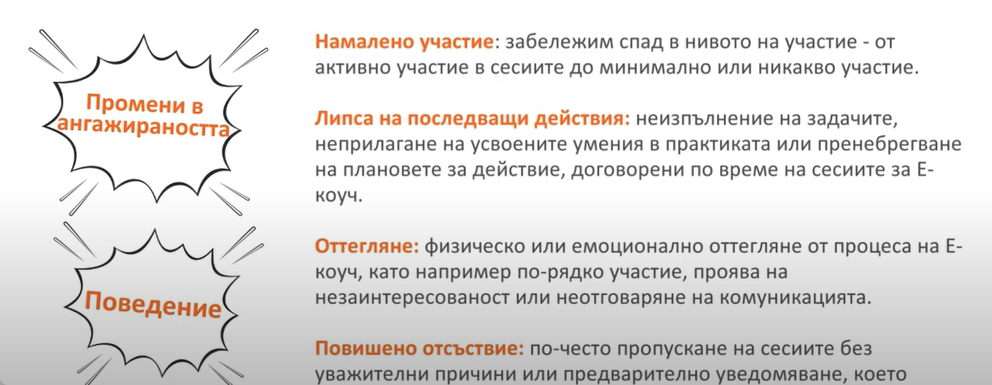 Промени в
ангажираността
Намалено участие: забележим спад в нивото на участие - от
активно участие в сесиите до минимално или никакво участие.
Липса на последващи действия: неизпълнение на задачите,
неприлагане на усвоените умения в практиката или пренебрегване
на плановете за действие, договорени по време на сесиите за Е-
коуч.
Поведение
Оттегляне: физическо или емоционално оттегляне от процеса на Е-
коуч, като например по-рядко участие, проява на
незаинтересованост или неотговаряне на комуникацията.
Повишено отсъствие: по-често пропускане на сесиите без
уважителни причини или предварително уведомяване, което